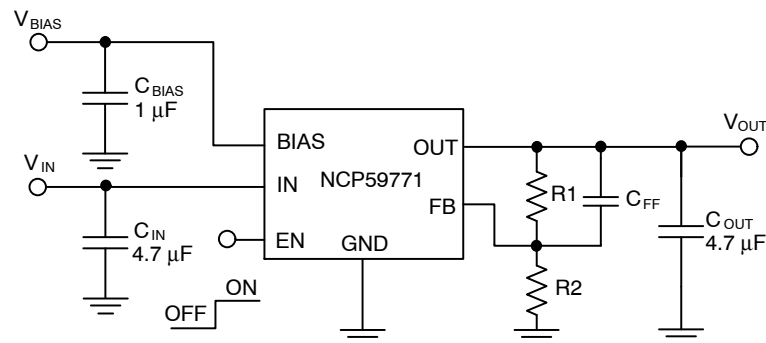 VBIAS
CBIAS
1 µF
VIN
CIN
4.7 µF
BIAS
IN
EN
NCP59771
GND
OUT
FB
OFF
ON
R1
CFF
R2
COUT
4.7 µF
VOUT